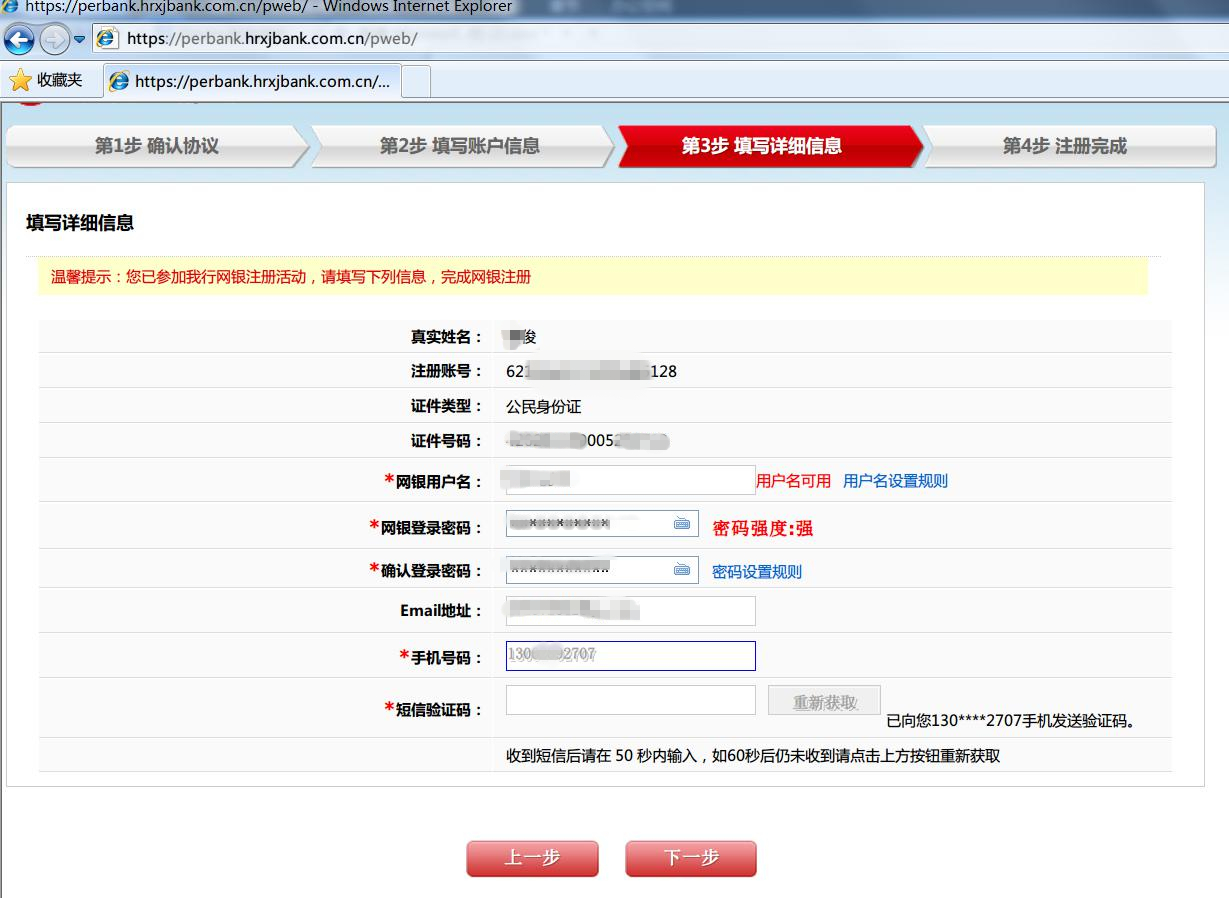 https://perbank.hrxjbank.com.cn/pweb/ - Windows Internet Explorer
https://perbank.hrxjbank.com.cn/pweb/
收藏夹
https://perbank.hrxjbank.com.cn/...
第1步 确认协议
第2步 填写账户信息
第3步 填写详细信息
第4步 注册完成
填写详细信息
温馨提示：您已参加我行网银注册活动，请填写下列信息，完成网银注册
真实姓名： 俊
注册账号： 621 128
证件类型： 公民身份证
证件号码： 005
*网银用户名： 用户名可用 用户名设置规则
*网银登录密码： 密码强度:强
*确认登录密码： 密码设置规则
Email地址：
*手机号码： 130 2707
*短信验证码： 重新获取 已向您130****2707手机发送验证码。
收到短信后请在 50 秒内输入，如60秒后仍未收到请点击上方按钮重新获取
上一步
下一步